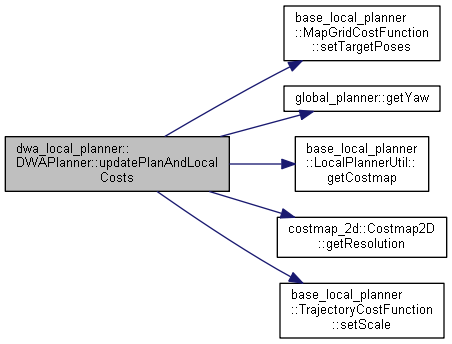 base_local_planner
::MapGridCostFunction
::setTargetPoses
global_planner::getYaw
dwa_local_planner::
DWAPlanner::updatePlanAndLocal
Costs
base_local_planner
::LocalPlannerUtil::
getCostmap
costmap_2d::Costmap2D
::getResolution
base_local_planner
::TrajectoryCostFunction
::setScale